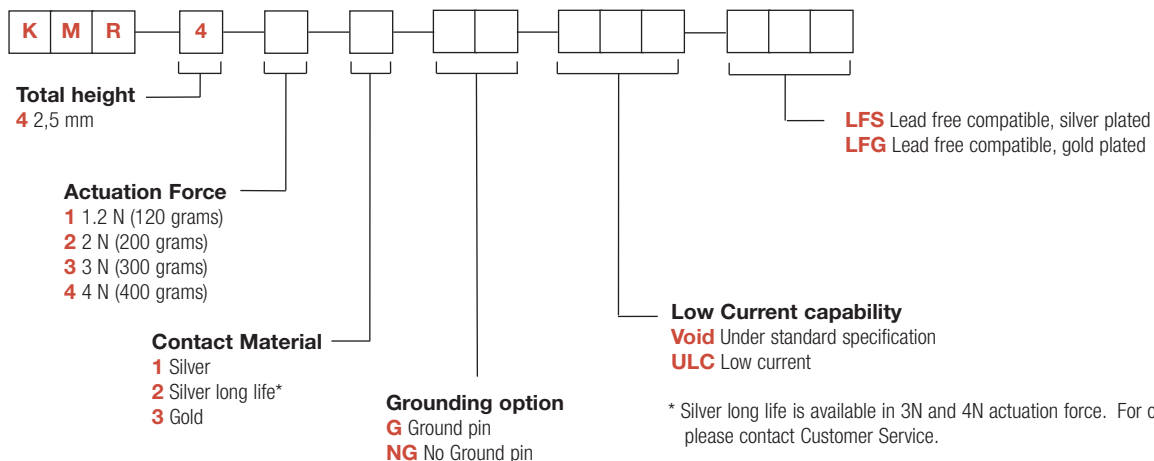 K M R 4
Total height
4 2,5 mm
LFS Lead free compatible, silver plated
LFG Lead free compatible, gold plated
Actuation Force
1 1.2 N (120 grams)
2 2 N (200 grams)
3 3 N (300 grams)
4 4 N (400 grams)
Contact Material
1 Silver
2 Silver long life*
3 Gold
Grounding option
G Ground pin
NG No Ground pin
Low Current capability
Void Under standard specification
ULC Low current
* Silver long life is available in 3N and 4N actuation force. For
please contact Customer Service.